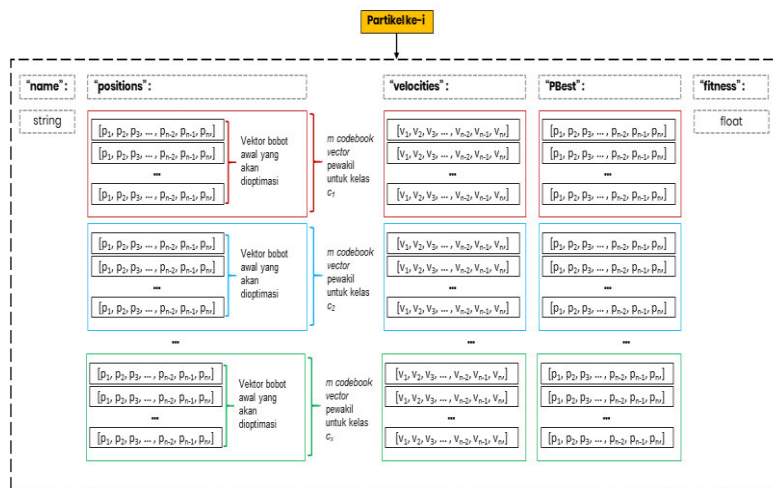 Partikel ke-i
"name": "positions": "velocities": "PBest": "fitness":
string
float
[p1, p2, p3, ... , pn-2, pn-1, pn,]
[p1, p2, p3, ... , pn-2, pn-1, pn,]
...
[p1, p2, p3, ... , pn-2, pn-1, pn,]
Vektor bobot
awal yang
akan
dioptimasi
m codebook
vector
pewakil
untuk kelas
c1
[v1, v2, v3, ... , vn-2, vn-1, vn,]
[v1, v2, v3, ... , vn-2, vn-1, vn,]
...
[v1, v2, v3, ... , vn-2, vn-1, vn,]
[p1, p2, p3, ... , pn-2, pn-1, pn,]
[p1, p2, p3, ... , pn-2, pn-1, pn,]
...
[p1, p2, p3, ... , pn-2, pn-1, pn,]
[p1, p2, p3, ... , pn-2, pn-1, pn,]
[p1, p2, p3, ... , pn-2, pn-1, pn,]
...
[p1, p2, p3, ... , pn-2, pn-1, pn,]
Vektor bobot
awal yang
akan
dioptimasi
m codebook
vector
pewakil
untuk kelas
c2
[v1, v2, v3, ... , vn-2, vn-1, vn,]
[v1, v2, v3, ... , vn-2, vn-1, vn,]
...
[v1, v2, v3, ... , vn-2, vn-1, vn,]
[p1, p2, p3, ... , pn-2, pn-1, pn,]
[p1, p2, p3, ... , pn-2, pn-1, pn,]
...
[p1, p2, p3, ... , pn-2, pn-1, pn,]
... ... ...
[p1, p2, p3, ... , pn-2, pn-1, pn,]
[p1, p2, p3, ... , pn-2, pn-1, pn,]
...
[p1, p2, p3, ... , pn-2, pn-1, pn,]
Vektor bobot
awal yang
akan
dioptimasi
m codebook
vector
pewakil
untuk kelas
cx
[v1, v2, v3, ... , vn-2, vn-1, vn,]
[v1, v2, v3, ... , vn-2, vn-1, vn,]
...
[v1, v2, v3, ... , vn-2, vn-1, vn,]
[p1, p2, p3, ... , pn-2, pn-1, pn,]
[p1, p2, p3, ... , pn-2, pn-1, pn,]
...
[p1, p2, p3, ... , pn-2, pn-1, pn,]